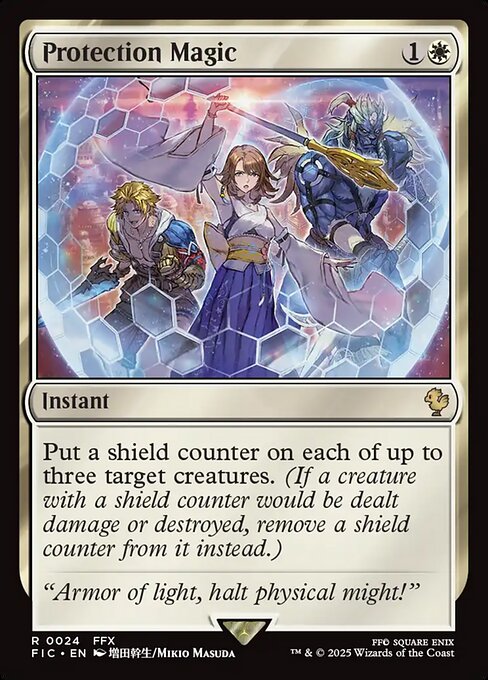 Protection Magic 1
Instant
Put a shield counter on each of up to
three target creatures. (If a creature
with a shield counter would be dealt
damage or destroyed, remove a shield
counter from it instead.)
“Armor of light, halt physical might!”
R 0024 FFX
FIC • EN 増田幹生/Mikio Masuda
FF© SQUARE ENIX
™ & © 2025 Wizards of the Coast